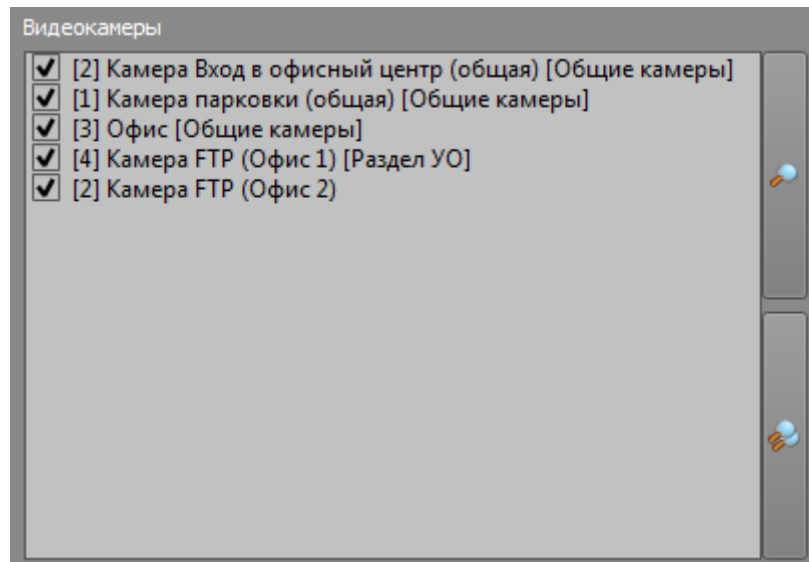 Видеокамеры
[2] Камера Вход в офисный центр (общая) [Общие камеры]
[1] Камера парковки (общая) [Общие камеры]
[3] Офис [Общие камеры]
[4] Камера FTP (Офис 1) [Раздел УО]
[2] Камера FTP (Офис 2)